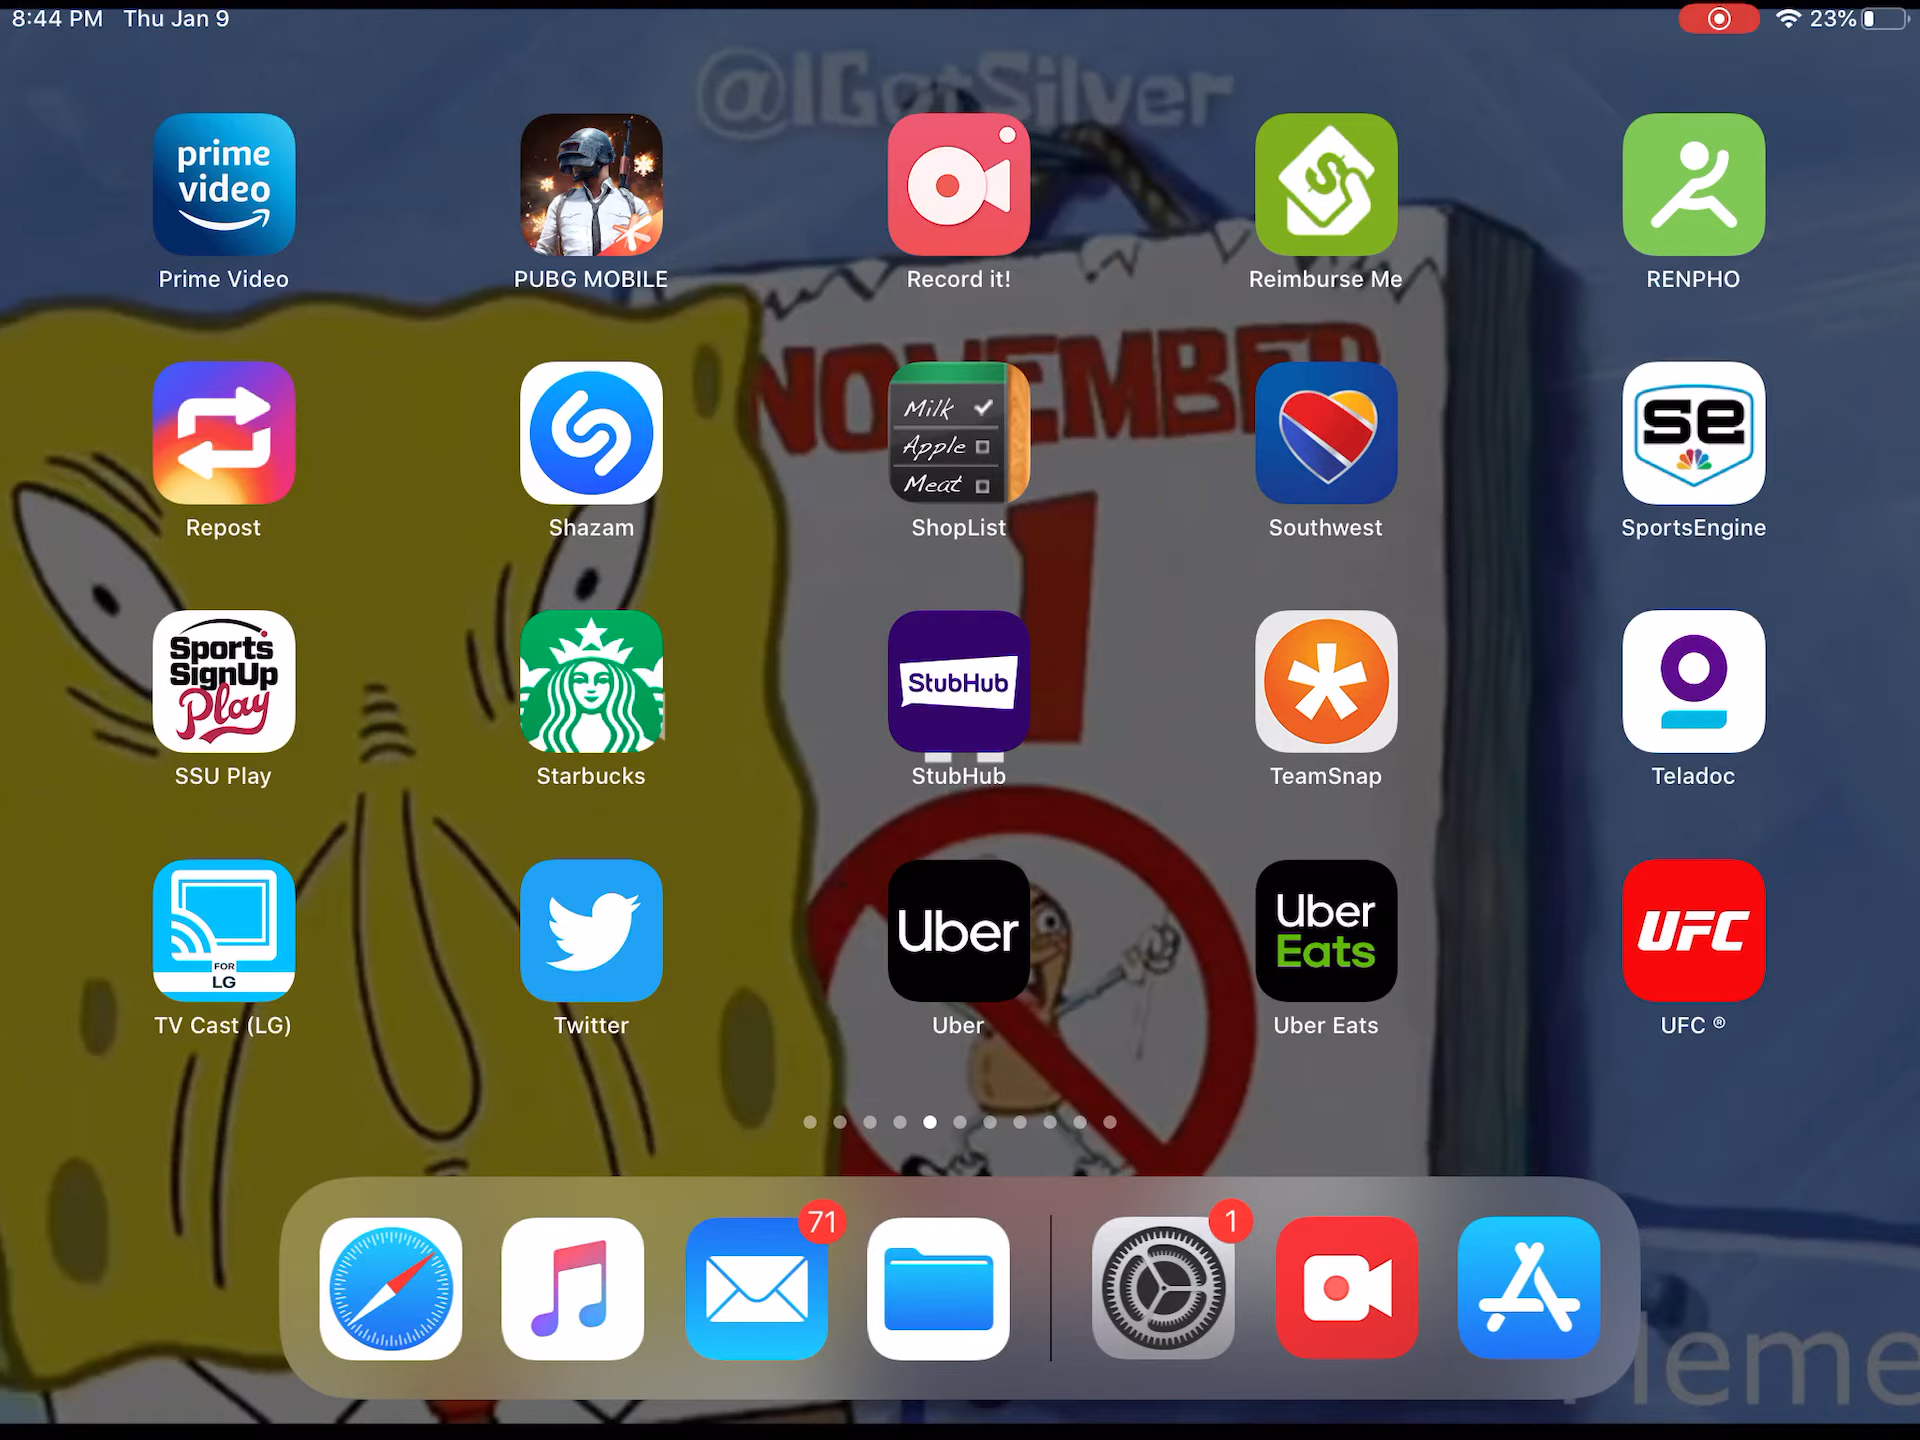 8:44 PM Thu Jan 9
23%
@IGotSilver
prime
video
Prime Video
PUBG MOBILE
Record it!
Reimburse Me
RENPHO
NOVEMBER
1
Repost
Shazam
Milk
Apple
Meat
ShopList
Southwest
se
SportsEngine
Sports
SignUp
Play
SSU Play
Starbucks
StubHub
StubHub
TeamSnap
Teladoc
FOR
LG
TV Cast (LG)
Twitter
Uber
Uber
Uber
Eats
Uber Eats
UFC
UFC ®
71
1